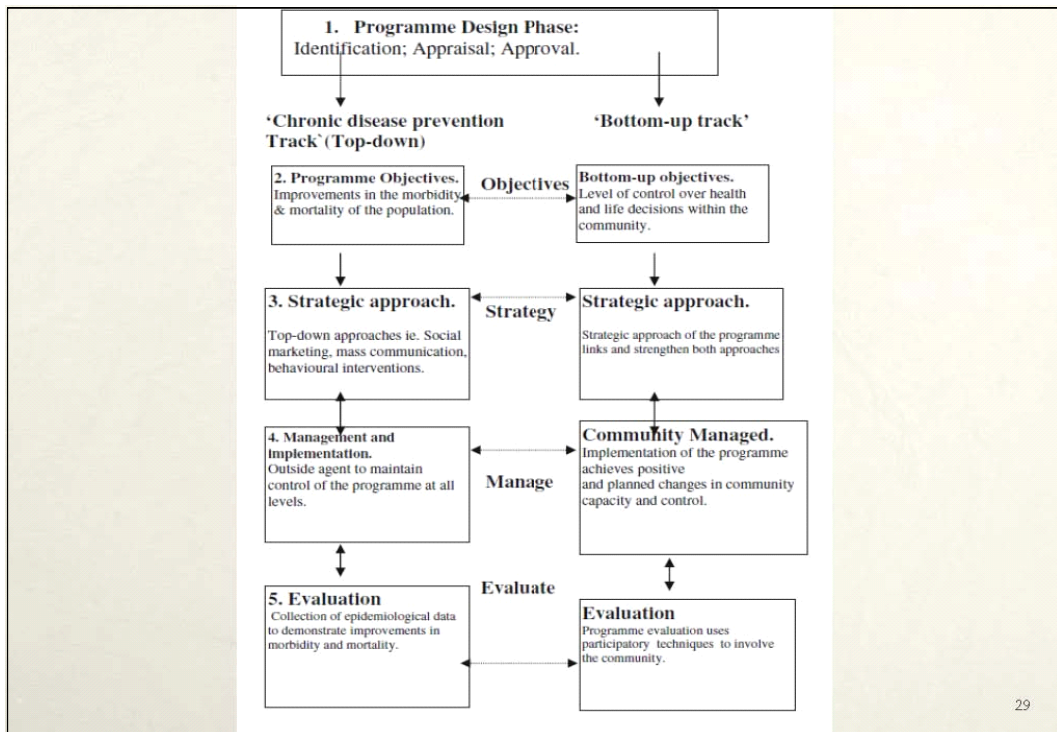 1. Programme Design Phase:
Identification; Appraisal; Approval.
‘Chronic disease prevention
Track`(Top-down)
‘Bottom-up track’
2. Programme Objectives.
Improvements in the morbidity
& mortality of the population.
Objectives
Bottom-up objectives.
Level of control over health
and life decisions within the
community.
3. Strategic approach.
Top-down approaches ie. Social
marketing, mass communication,
behavioural interventions.
Strategy
Strategic approach.
Strategic approach of the programme
links and strengthen both approaches
4. Management and
implementation.
Outside agent to maintain
control of the programme at all
levels.
Manage
Community Managed.
Implementation of the programme
achieves positive
and planned changes in community
capacity and control.
5. Evaluation
Collection of epidemiological data
to demonstrate improvements in
morbidity and mortality.
Evaluate
Evaluation
Programme evaluation uses
participatory techniques to involve
the community.
29